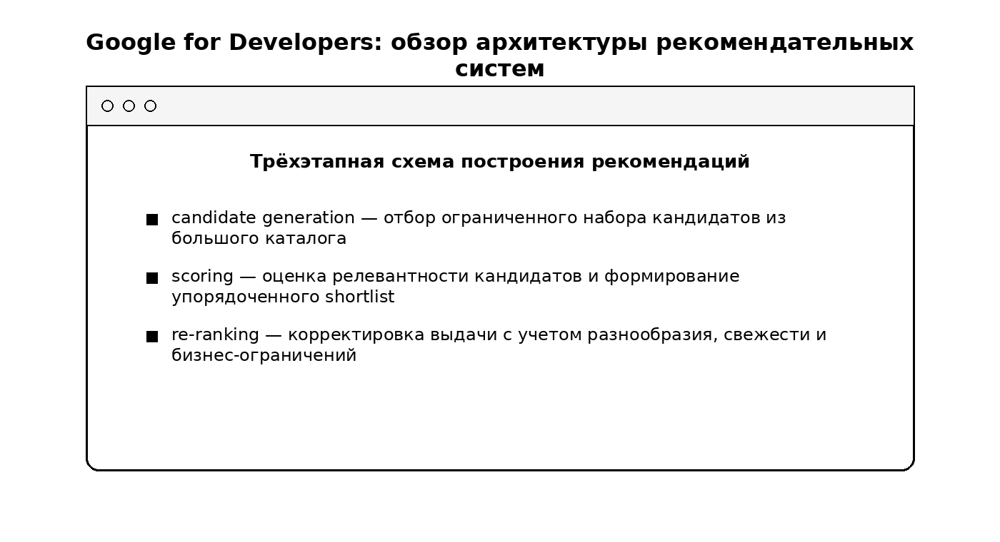 Google for Developers: обзор архитектуры рекомендательных
систем
Трёхэтапная схема построения рекомендаций
candidate generation — отбор ограниченного набора кандидатов из
большого каталога
scoring — оценка релевантности кандидатов и формирование
упорядоченного shortlist
re-ranking — корректировка выдачи с учетом разнообразия, свежести и
бизнес-ограничений